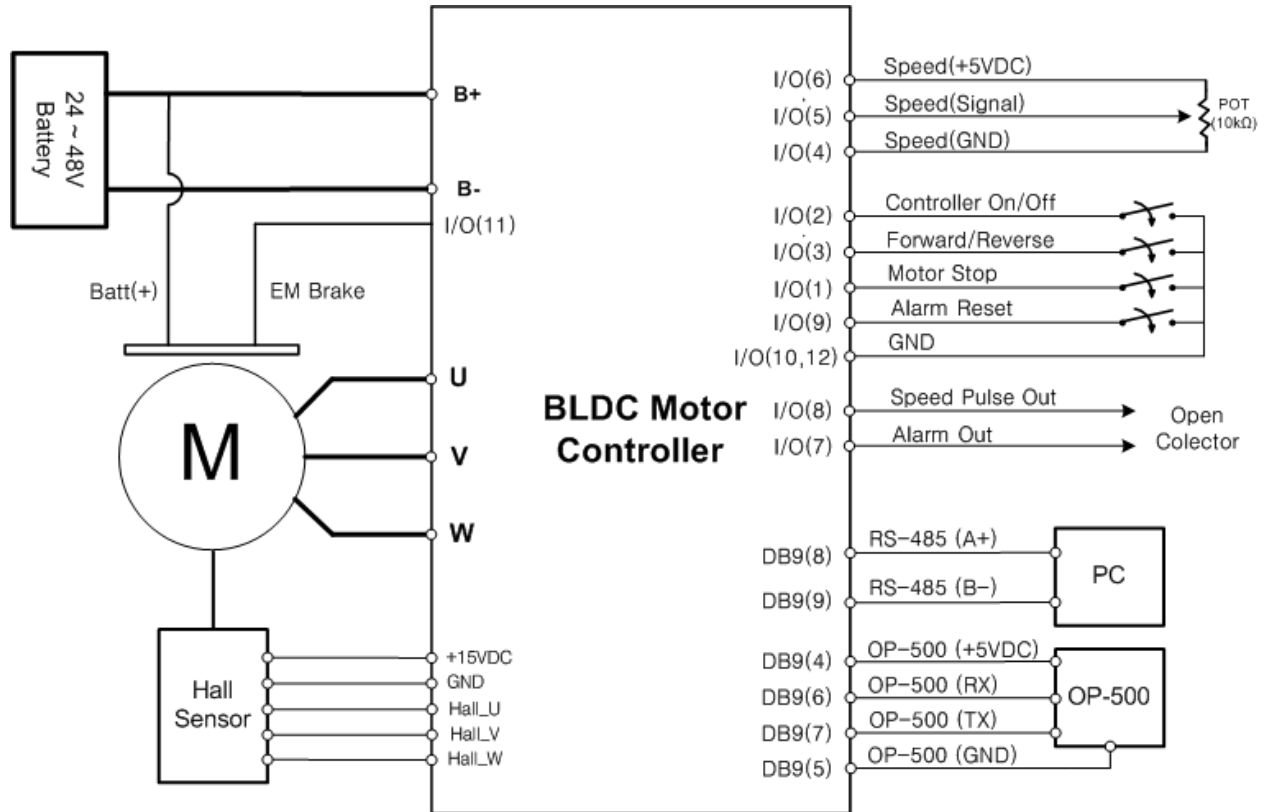 24 ~ 48V
Battery
B+
B-
I/O(11)
Batt(+)
EM Brake
M
U
V
W
Hall
Sensor
+15VDC
GND
Hall_U
Hall_V
Hall_W
BLDC Motor
Controller
I/O(6)
Speed(+5VDC)
I/O(5)
Speed(Signal)
I/O(4)
Speed(GND)
POT
(10kΩ)
I/O(2)
Controller On/Off
I/O(3)
Forward/Reverse
I/O(1)
Motor Stop
I/O(9)
Alarm Reset
I/O(10,12)
GND
I/O(8)
Speed Pulse Out
I/O(7)
Alarm Out
Open
Colector
DB9(8)
RS-485 (A+)
DB9(9)
RS-485 (B-)
PC
DB9(4)
OP-500 (+5VDC)
DB9(6)
OP-500 (RX)
DB9(7)
OP-500 (TX)
DB9(5)
OP-500 (GND)
OP-500